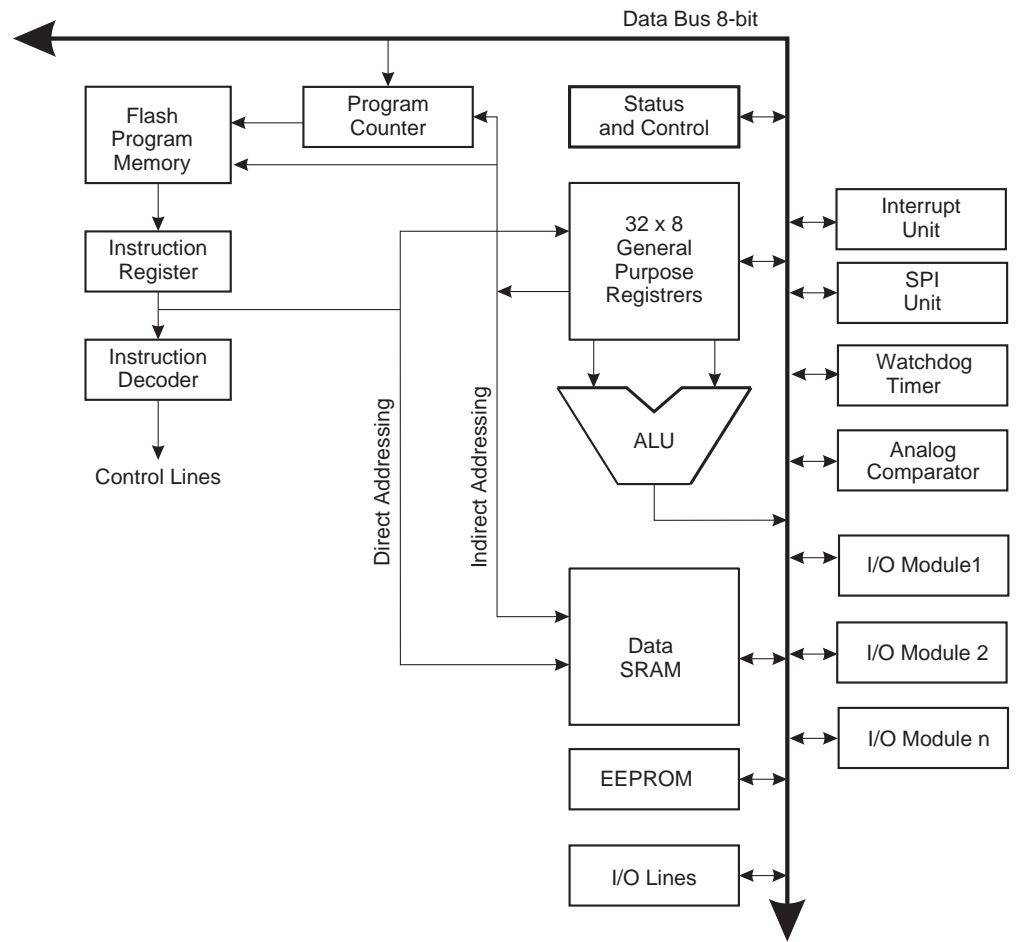 Data Bus 8-bit
Flash
Program
Memory
Program
Counter
Status
and Control
Interrupt
Unit
32 x 8
General
Purpose
Registrers
Instruction
Register
SPI
Unit
Instruction
Decoder
Watchdog
Timer
Control Lines
Direct Addressing
Indirect Addressing
ALU
Analog
Comparator
I/O Module1
Data
SRAM
I/O Module 2
I/O Module n
EEPROM
I/O Lines